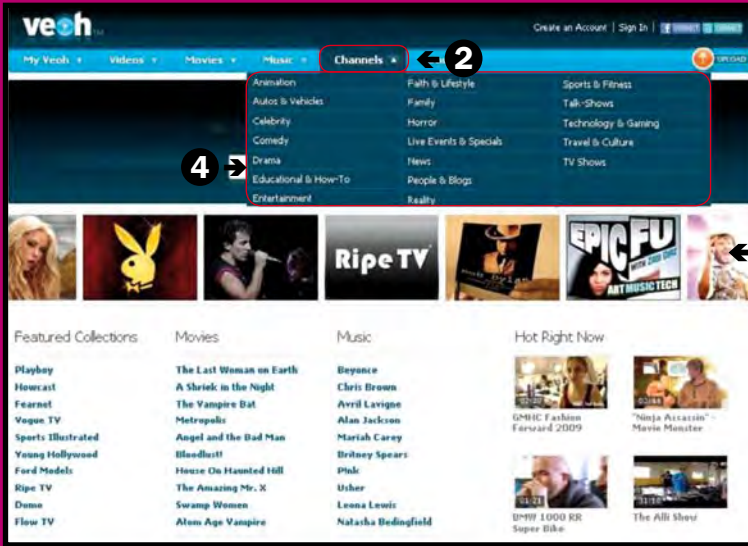 veoh
Create an Account | Sign In |
My Veoh Videos Movies Music Channels 2 UPLOAD
Animation Faith & Lifestyle Sports & Fitness
Autos & Vehicles Family Talk-Shows
Celebrity Horror Technology & Gaming
Comedy Live Events & Specials Travel & Culture
4 Drama News TV Shows
Educational & How-To People & Blogs
Entertainment Reality
Ripe TV
EPIC FU
ART MUSIC TECH
Featured Collections Movies Music Hot Right Now
Playboy The Last Woman on Earth Beyonce
Howcast A Shriek in the Night Chris Brown
Fearnet The Vampire Bat Avril Lavigne
Vogue TV Metropolis Alan Jackson
Sports Illustrated Angel and the Bad Man Mariah Carey
Young Hollywood Bloodlust! Britney Spears
Ford Models House On Haunted Hill P!nk
Ripe TV The Amazing Mr. X Usher
Domo Swamp Women Leona Lewis
Flow TV Atom Age Vampire Natasha Bedingfield
GMHC Fashion
Forward 2009
"Ninja Assassin" -
Movie Monster
01:21
BMW 1000 RR
Super Bike
The Alli Show